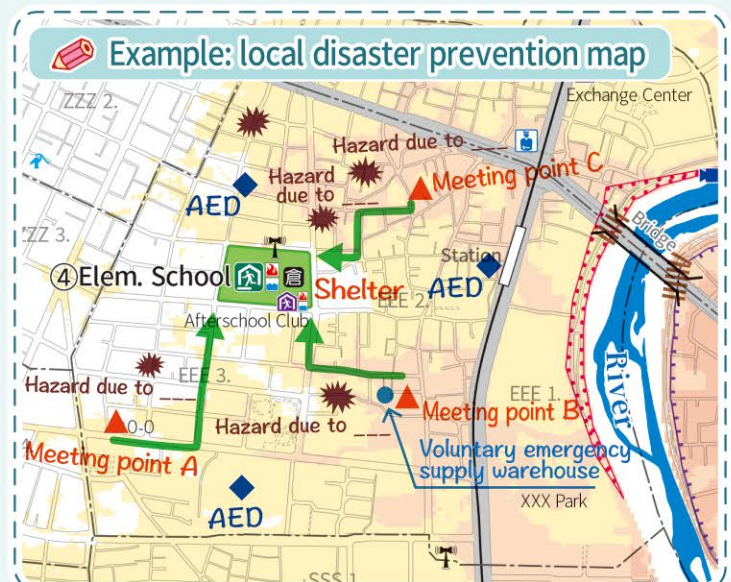 Example: local disaster prevention map
ZZZ 2.
Exchange Center
Hazard due to ___
Hazard
due to ___
Meeting point C
AED
ZZ 3.
Bridge
Station
④Elem. School
倉
Shelter
AED
EEE 2.
Afterschool Club
EEE 3.
Hazard due to ___
EEE 1.
River
0-0
Meeting point B
Hazard due to ___
Meeting point A
Voluntary emergency
supply warehouse
AED
XXX Park
SSS 1